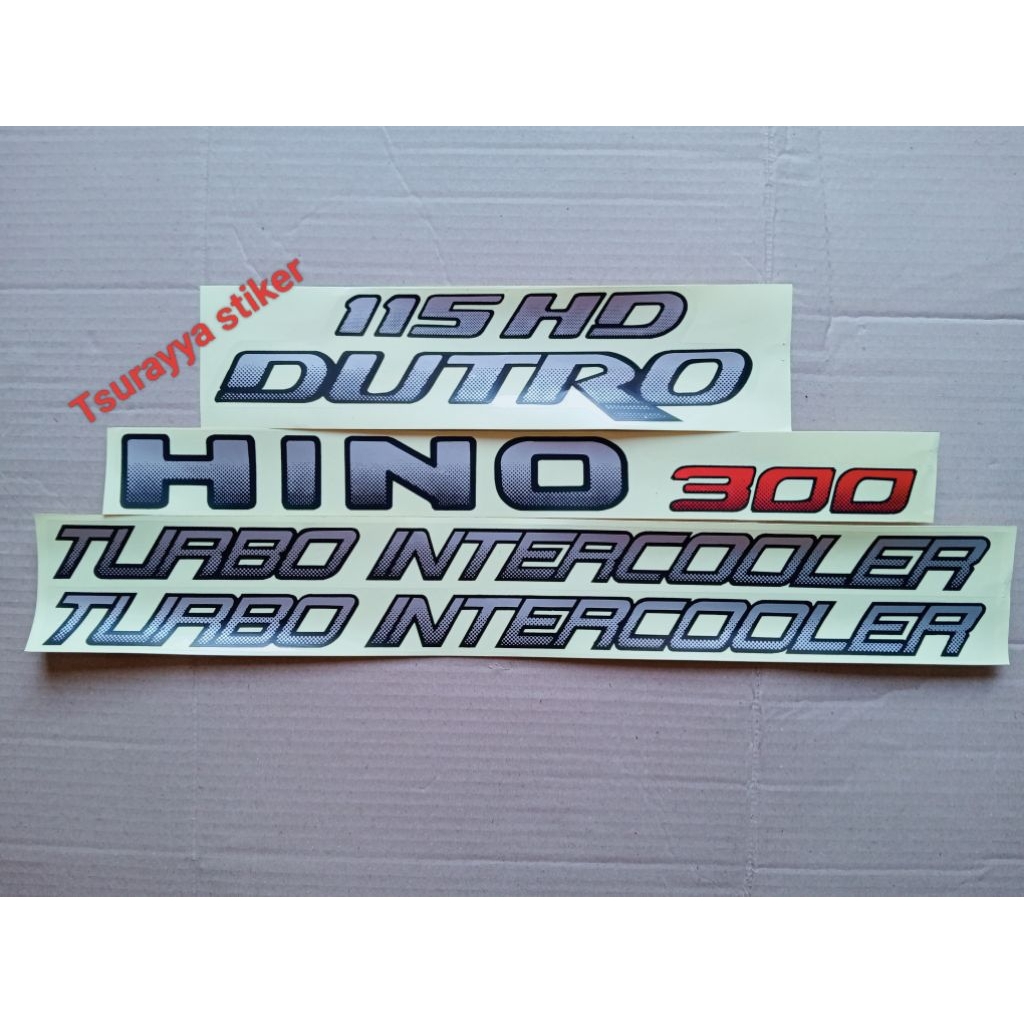 Tsurayya stiker
115 HD
DUTRO
HINO 300
TURBO INTERCOOLER
TURBO INTERCOOLER